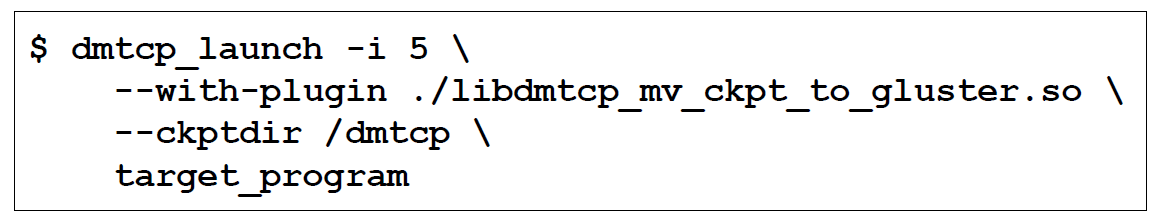 $ dmtcp_launch -i 5 \
--with-plugin ./libdmtcp_mv_ckpt_to_gluster.so \
--ckptdir /dmtcp \
target_program